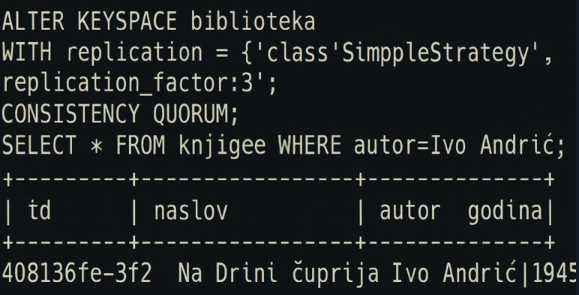 ALTER KEYSPACE biblioteka
WITH replication = {'class'SimppleStrategy',
replication_factor:3';
CONSISTENCY QUORUM;
SELECT * FROM knjigee WHERE autor=Ivo Andrić;
+---------+-----------------+-------------+
| td | naslov | autor godina|
+---------+-----------------+-------------+
408136fe-3f2 Na Drini čuprija Ivo Andrić|1945